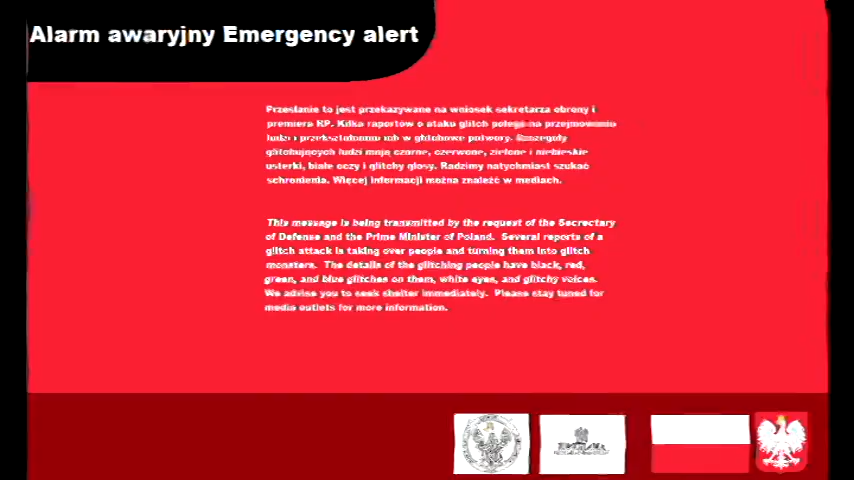 Alarm awaryjny Emergency alert
Przesłanie to jest przekazywane na wniosek sekretarza obrony i
premiera RP. Kilka raportów o ataku glitch polega na przejmowaniu
ludzi i przekształcaniu ich w glitchowe potwory. Szczegóły
glitchujących ludzi mają czarne, czerwone, zielone i niebieskie
usterki, białe oczy i glitchy głosy. Radzimy natychmiast szukać
schronienia. Więcej informacji można znaleźć w mediach.
This message is being transmitted by the request of the Secretary
of Defense and the Prime Minister of Poland. Several reports of a
glitch attack is taking over people and turning them into glitch
monsters. The details of the glitching people have black, red,
green, and blue glitches on them, white eyes, and glitchy voices.
We advise you to seek shelter immediately. Please stay tuned for
media outlets for more information.